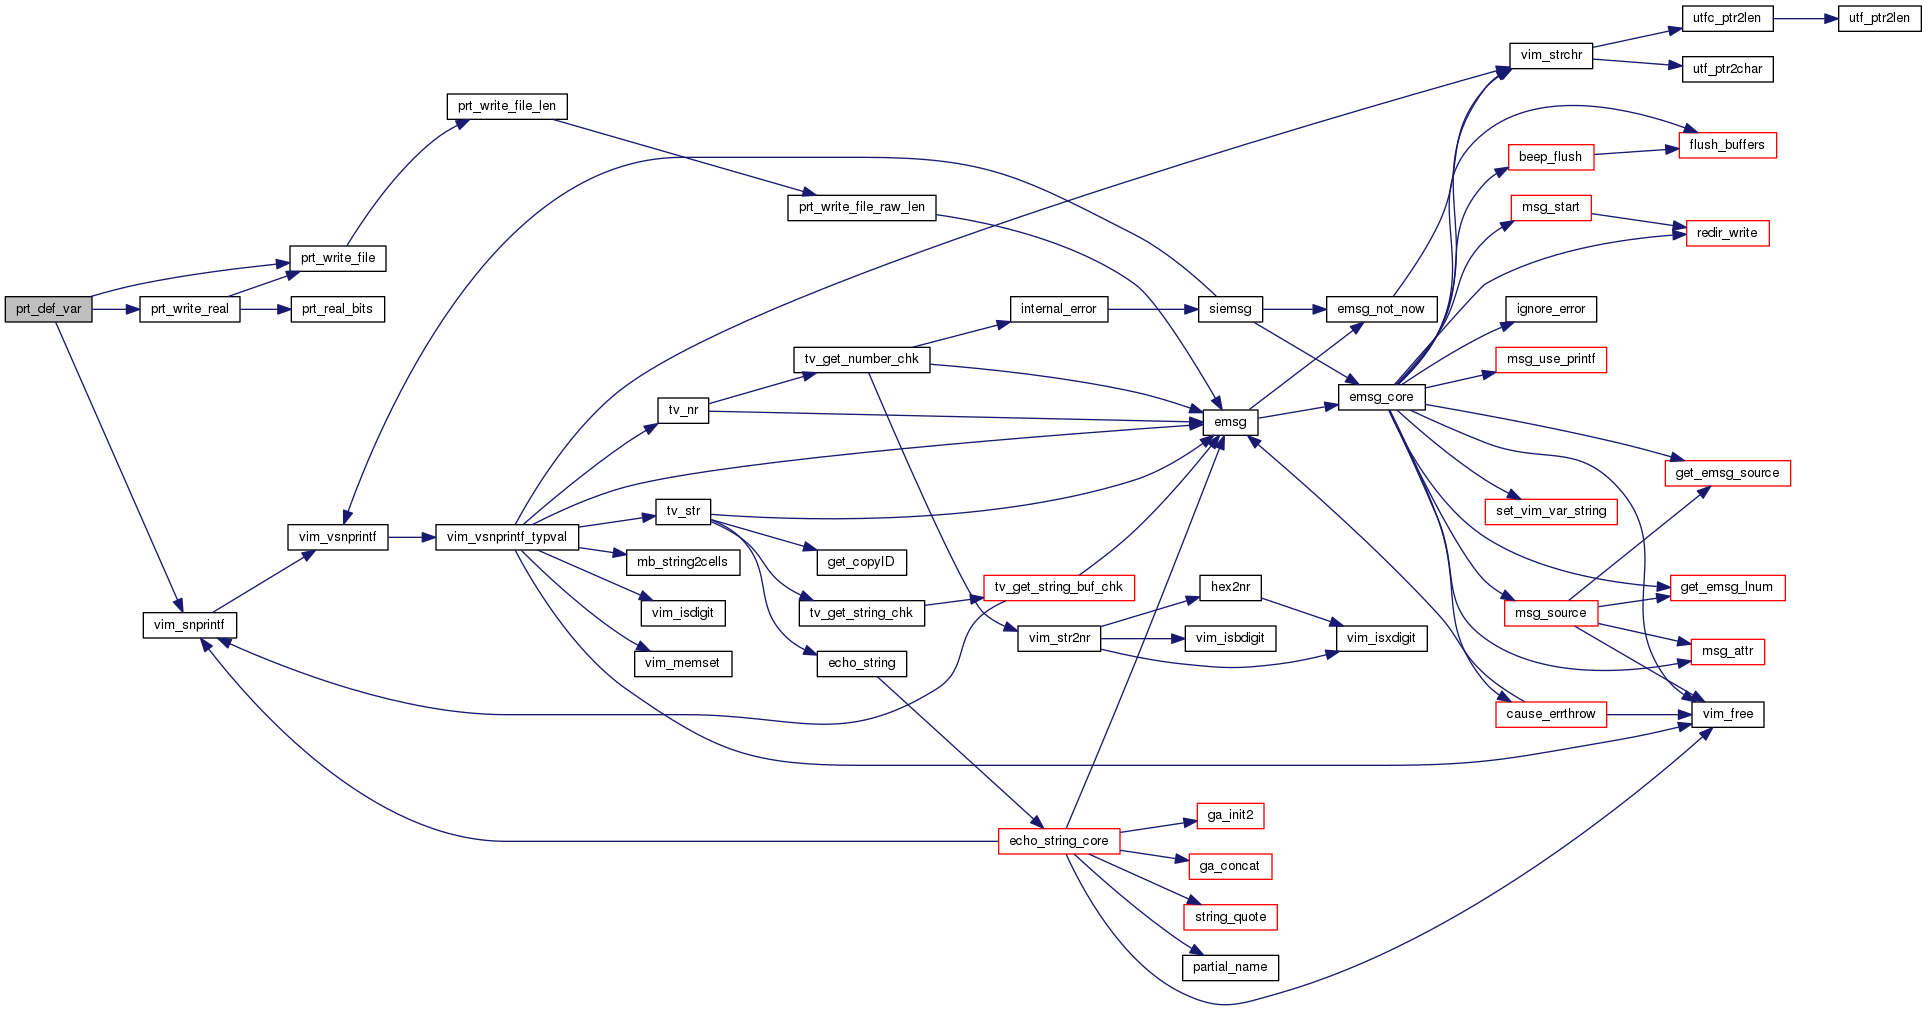 prt_def_var
prt_write_real
vim_snprintf
prt_write_file
prt_real_bits
vim_vsnprintf
prt_write_file_len
vim_vsnprintf_typval
prt_write_file_raw_len
tv_nr
tv_str
mb_string2cells
vim_isdigit
vim_memset
tv_get_number_chk
get_copyID
tv_get_string_chk
echo_string
internal_error
tv_get_string_buf_chk
vim_str2nr
echo_string_core
siemsg
emsg
hex2nr
vim_isbdigit
ga_init2
ga_concat
string_quote
partial_name
emsg_not_now
emsg_core
vim_isxdigit
vim_strchr
beep_flush
msg_start
ignore_error
msg_use_printf
set_vim_var_string
msg_source
cause_errthrow
utfc_ptr2len
utf_ptr2char
flush_buffers
redir_write
get_emsg_source
get_emsg_lnum
msg_attr
vim_free
utf_ptr2len